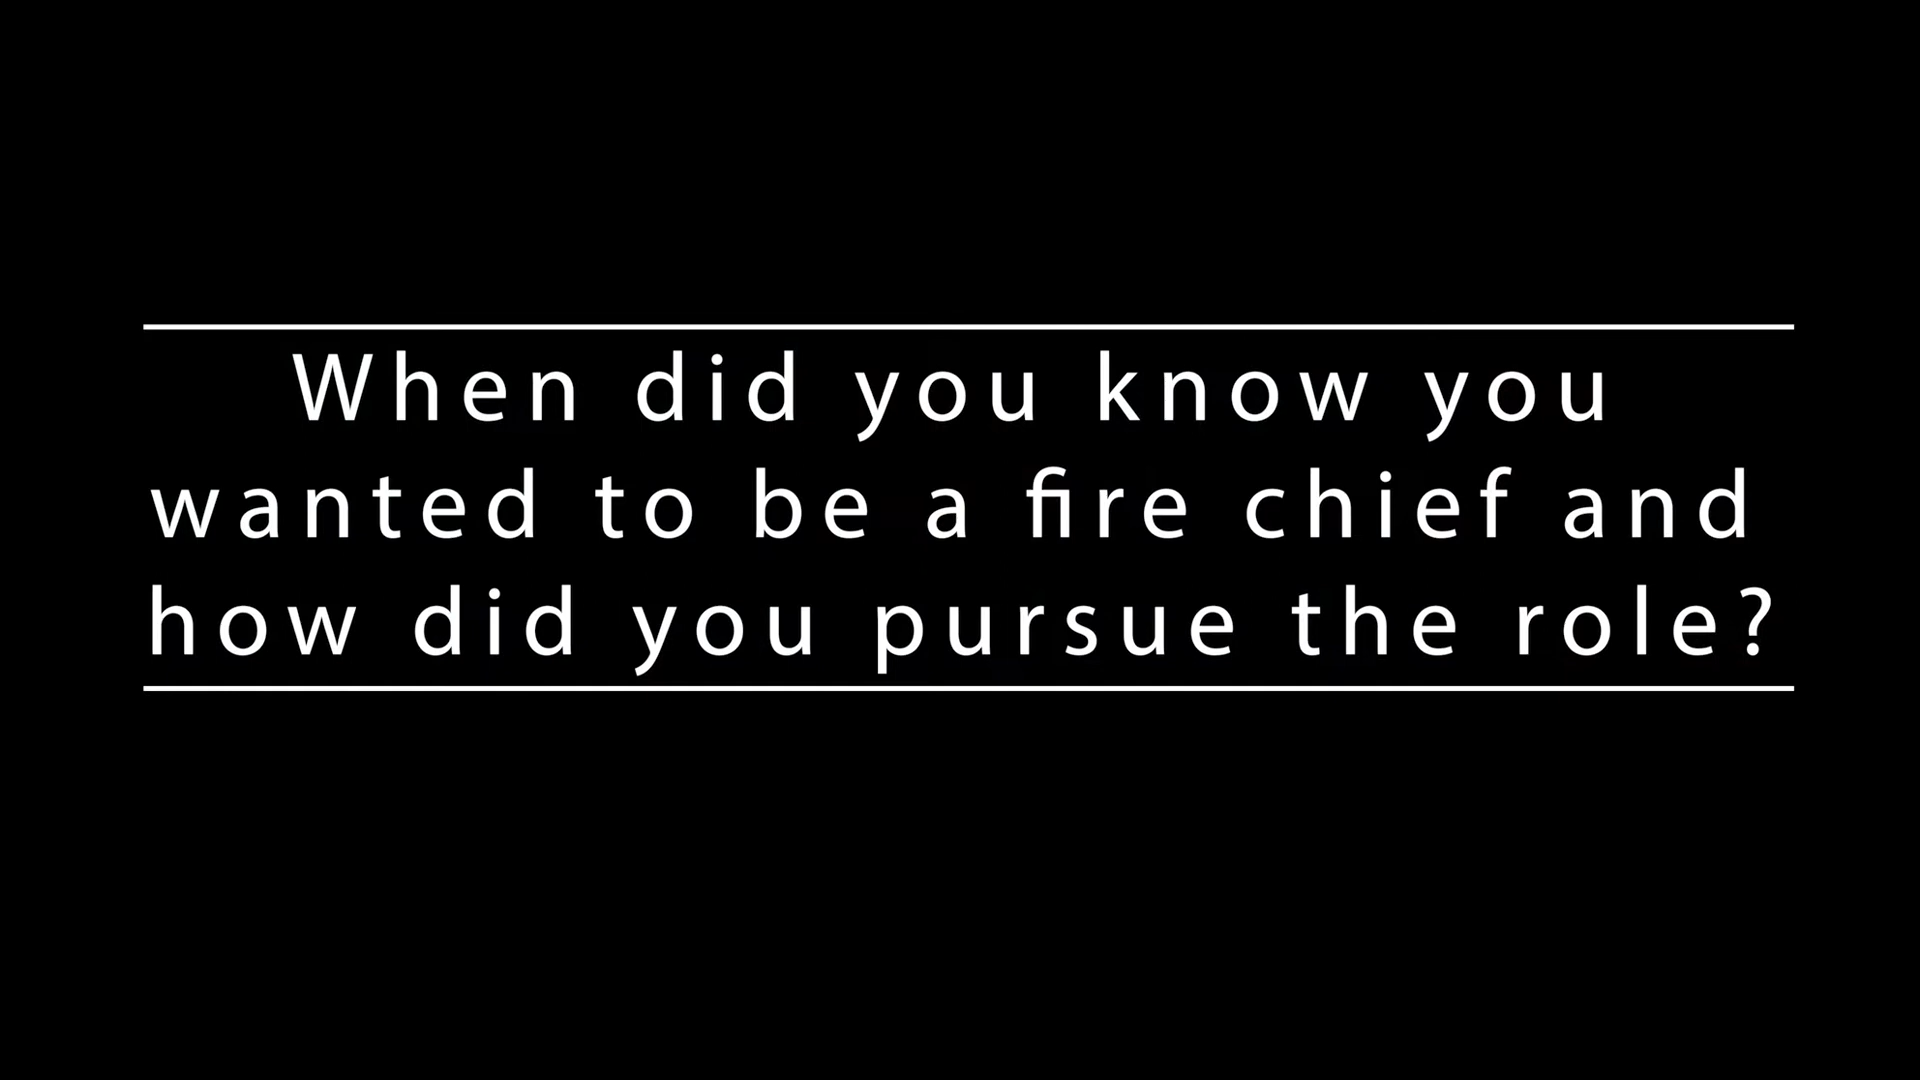 When did you know you
wanted to be a fire chief and
how did you pursue the role?